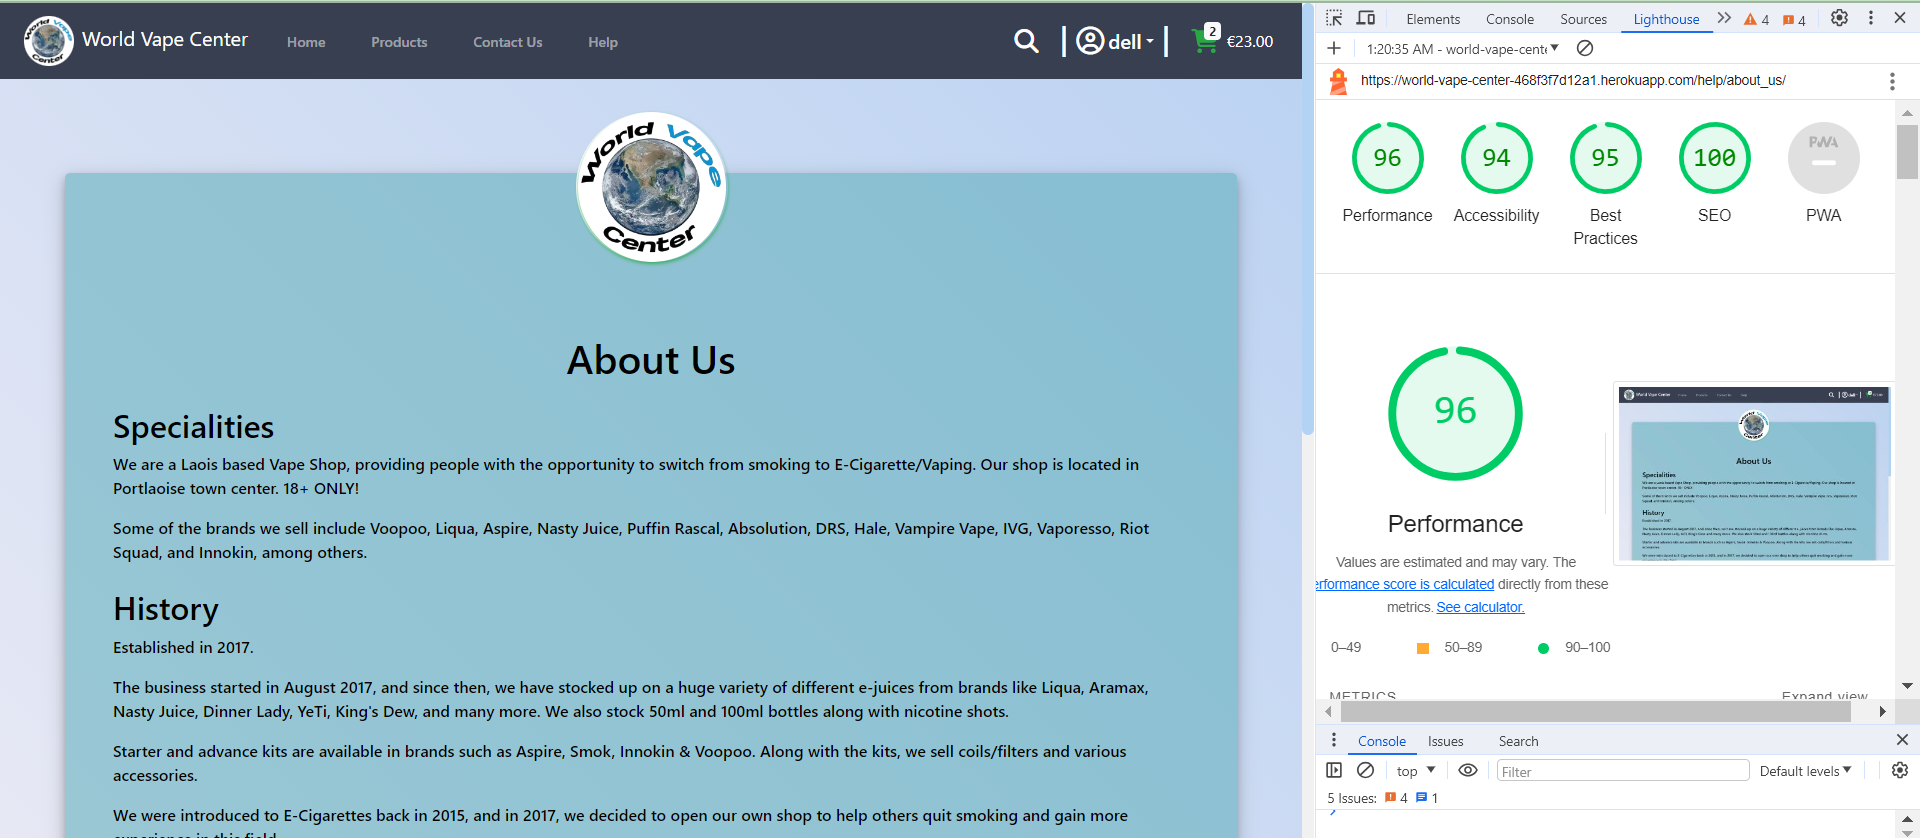 World Vape Center
Home
Products
Contact Us
Help
dell
2
€23.00
World Vape
Center
About Us
Specialities
We are a Laois based Vape Shop, providing people with the opportunity to switch from smoking to E-Cigarette/Vaping. Our shop is located in
Portlaoise town center. 18+ ONLY!
Some of the brands we sell include Voopoo, Liqua, Aspire, Nasty Juice, Puffin Rascal, Absolution, DRS, Hale, Vampire Vape, IVG, Vaporesso, Riot
Squad, and Innokin, among others.
History
Established in 2017.
The business started in August 2017, and since then, we have stocked up on a huge variety of different e-juices from brands like Liqua, Aramax,
Nasty Juice, Dinner Lady, YeTi, King's Dew, and many more. We also stock 50ml and 100ml bottles along with nicotine shots.
Starter and advance kits are available in brands such as Aspire, Smok, Innokin & Voopoo. Along with the kits, we sell coils/filters and various
accessories.
We were introduced to E-Cigarettes back in 2015, and in 2017, we decided to open our own shop to help others quit smoking and gain more
experience in this field.
Elements
Console
Sources
Lighthouse
4
4
1:20:35 AM - world-vape-cente
https://world-vape-center-468f3f7d12a1.herokuapp.com/help/about_us/
96
94
95
100
PWA
Performance
Accessibility
Best
Practices
SEO
PWA
96
Performance
Values are estimated and may vary. The
erformance score is calculated directly from these
metrics. See calculator.
0–49
50–89
90–100
METRICS
Expand view
World Vape Center
About Us
Specialities
History
Console
Issues
Search
top
Filter
Default levels
5 Issues: 4 1